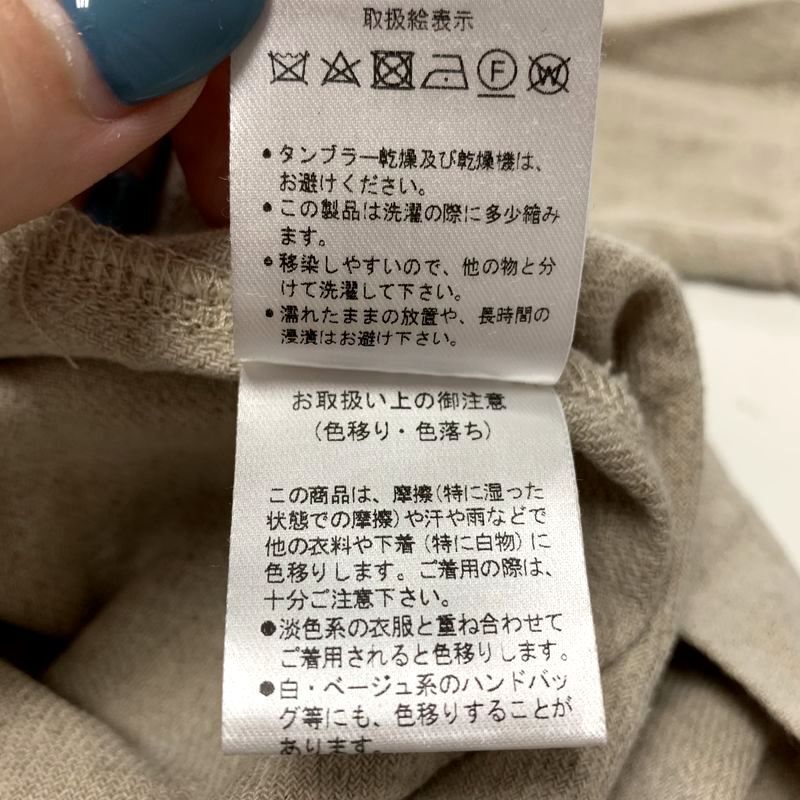 取扱絵表示
F W
●タンブラー乾燥及び乾燥機は、
お避けください。
●この製品は洗濯の際に多少縮み
ます。
●移染しやすいので、他の物と分
けて洗濯して下さい。
●濡れたままの放置や、長時間の
浸漬はお避け下さい。
お取扱い上の御注意
(色移り・色落ち)
この商品は、摩擦(特に湿った
状態での摩擦)や汗や雨などで
他の衣料や下着(特に白物)に
色移りします。ご着用の際は、
十分ご注意下さい。
●淡色系の衣服と重ね合わせて
ご着用されると色移りします。
●白・ベージュ系のハンドバッ
グ等にも、色移りすることが
あります。